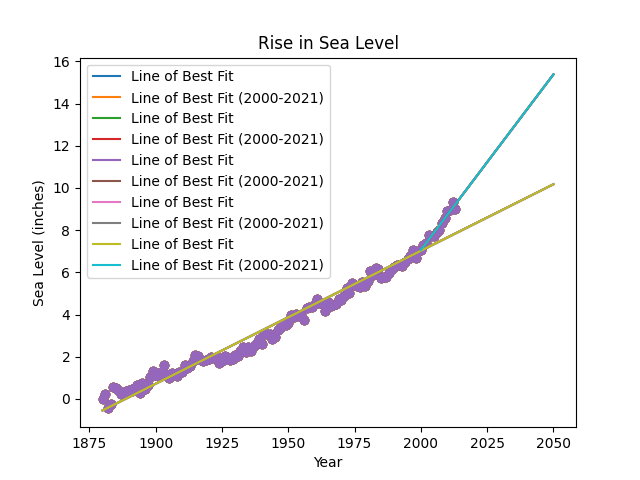 Rise in Sea Level
Line of Best Fit
Line of Best Fit (2000-2021)
Line of Best Fit
Line of Best Fit (2000-2021)
Line of Best Fit
Line of Best Fit (2000-2021)
Line of Best Fit
Line of Best Fit (2000-2021)
Line of Best Fit
Line of Best Fit (2000-2021)
Sea Level (inches)
16
14
12
10
8
6
4
2
0
1875 1900 1925 1950 1975 2000 2025 2050
Year